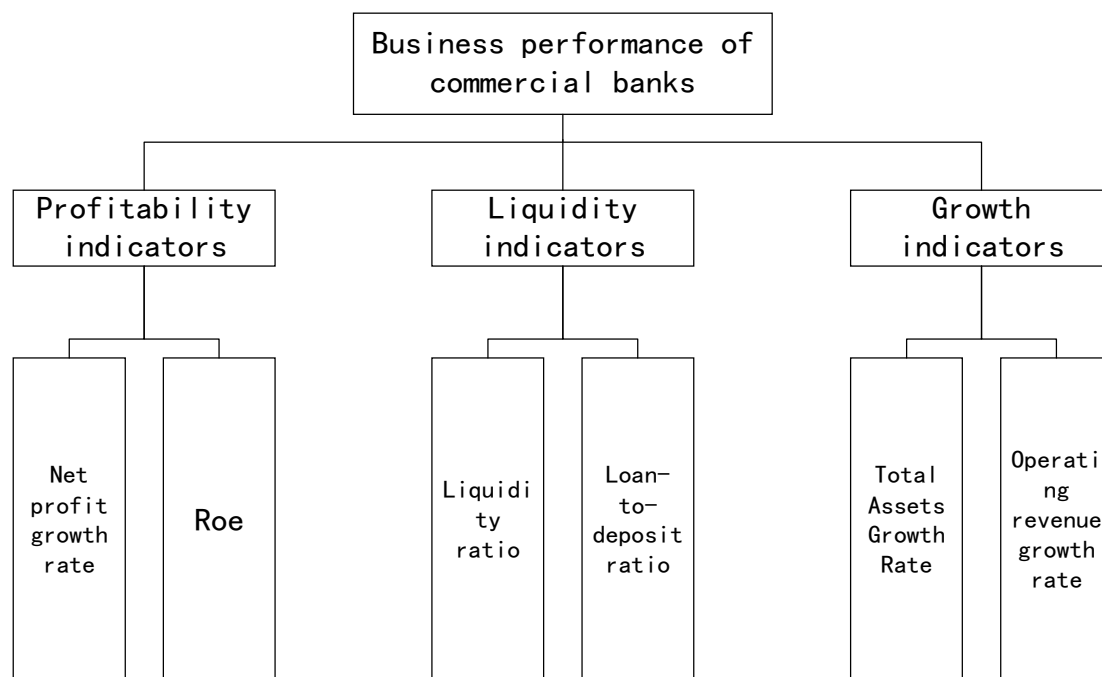 Business performance of
commercial banks
Profitability
indicators
Liquidity
indicators
Growth
indicators
Net
profit
growth
rate
Roe
Liquidi
ty
ratio
Loan-
to-
deposit
ratio
Total
Assets
Growth
Rate
Operati
ng
revenue
growth
rate